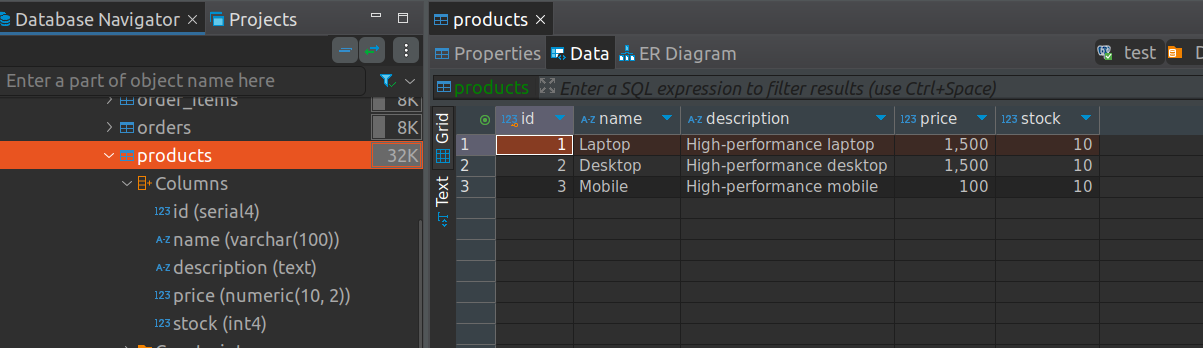 Database Navigator × Projects
Enter a part of object name here
order_items 8K
orders 8K
products 32K
Columns
123 id (serial4)
A-Z name (varchar(100))
A-Z description (text)
123 price (numeric(10, 2))
123 stock (int4)
products ×
Properties Data ER Diagram test
products Enter a SQL expression to filter results (use Ctrl+Space)
Grid
Text
123 id A-Z name A-Z description 123 price 123 stock
1 1 Laptop High-performance laptop 1,500 10
2 2 Desktop High-performance desktop 1,500 10
3 3 Mobile High-performance mobile 100 10